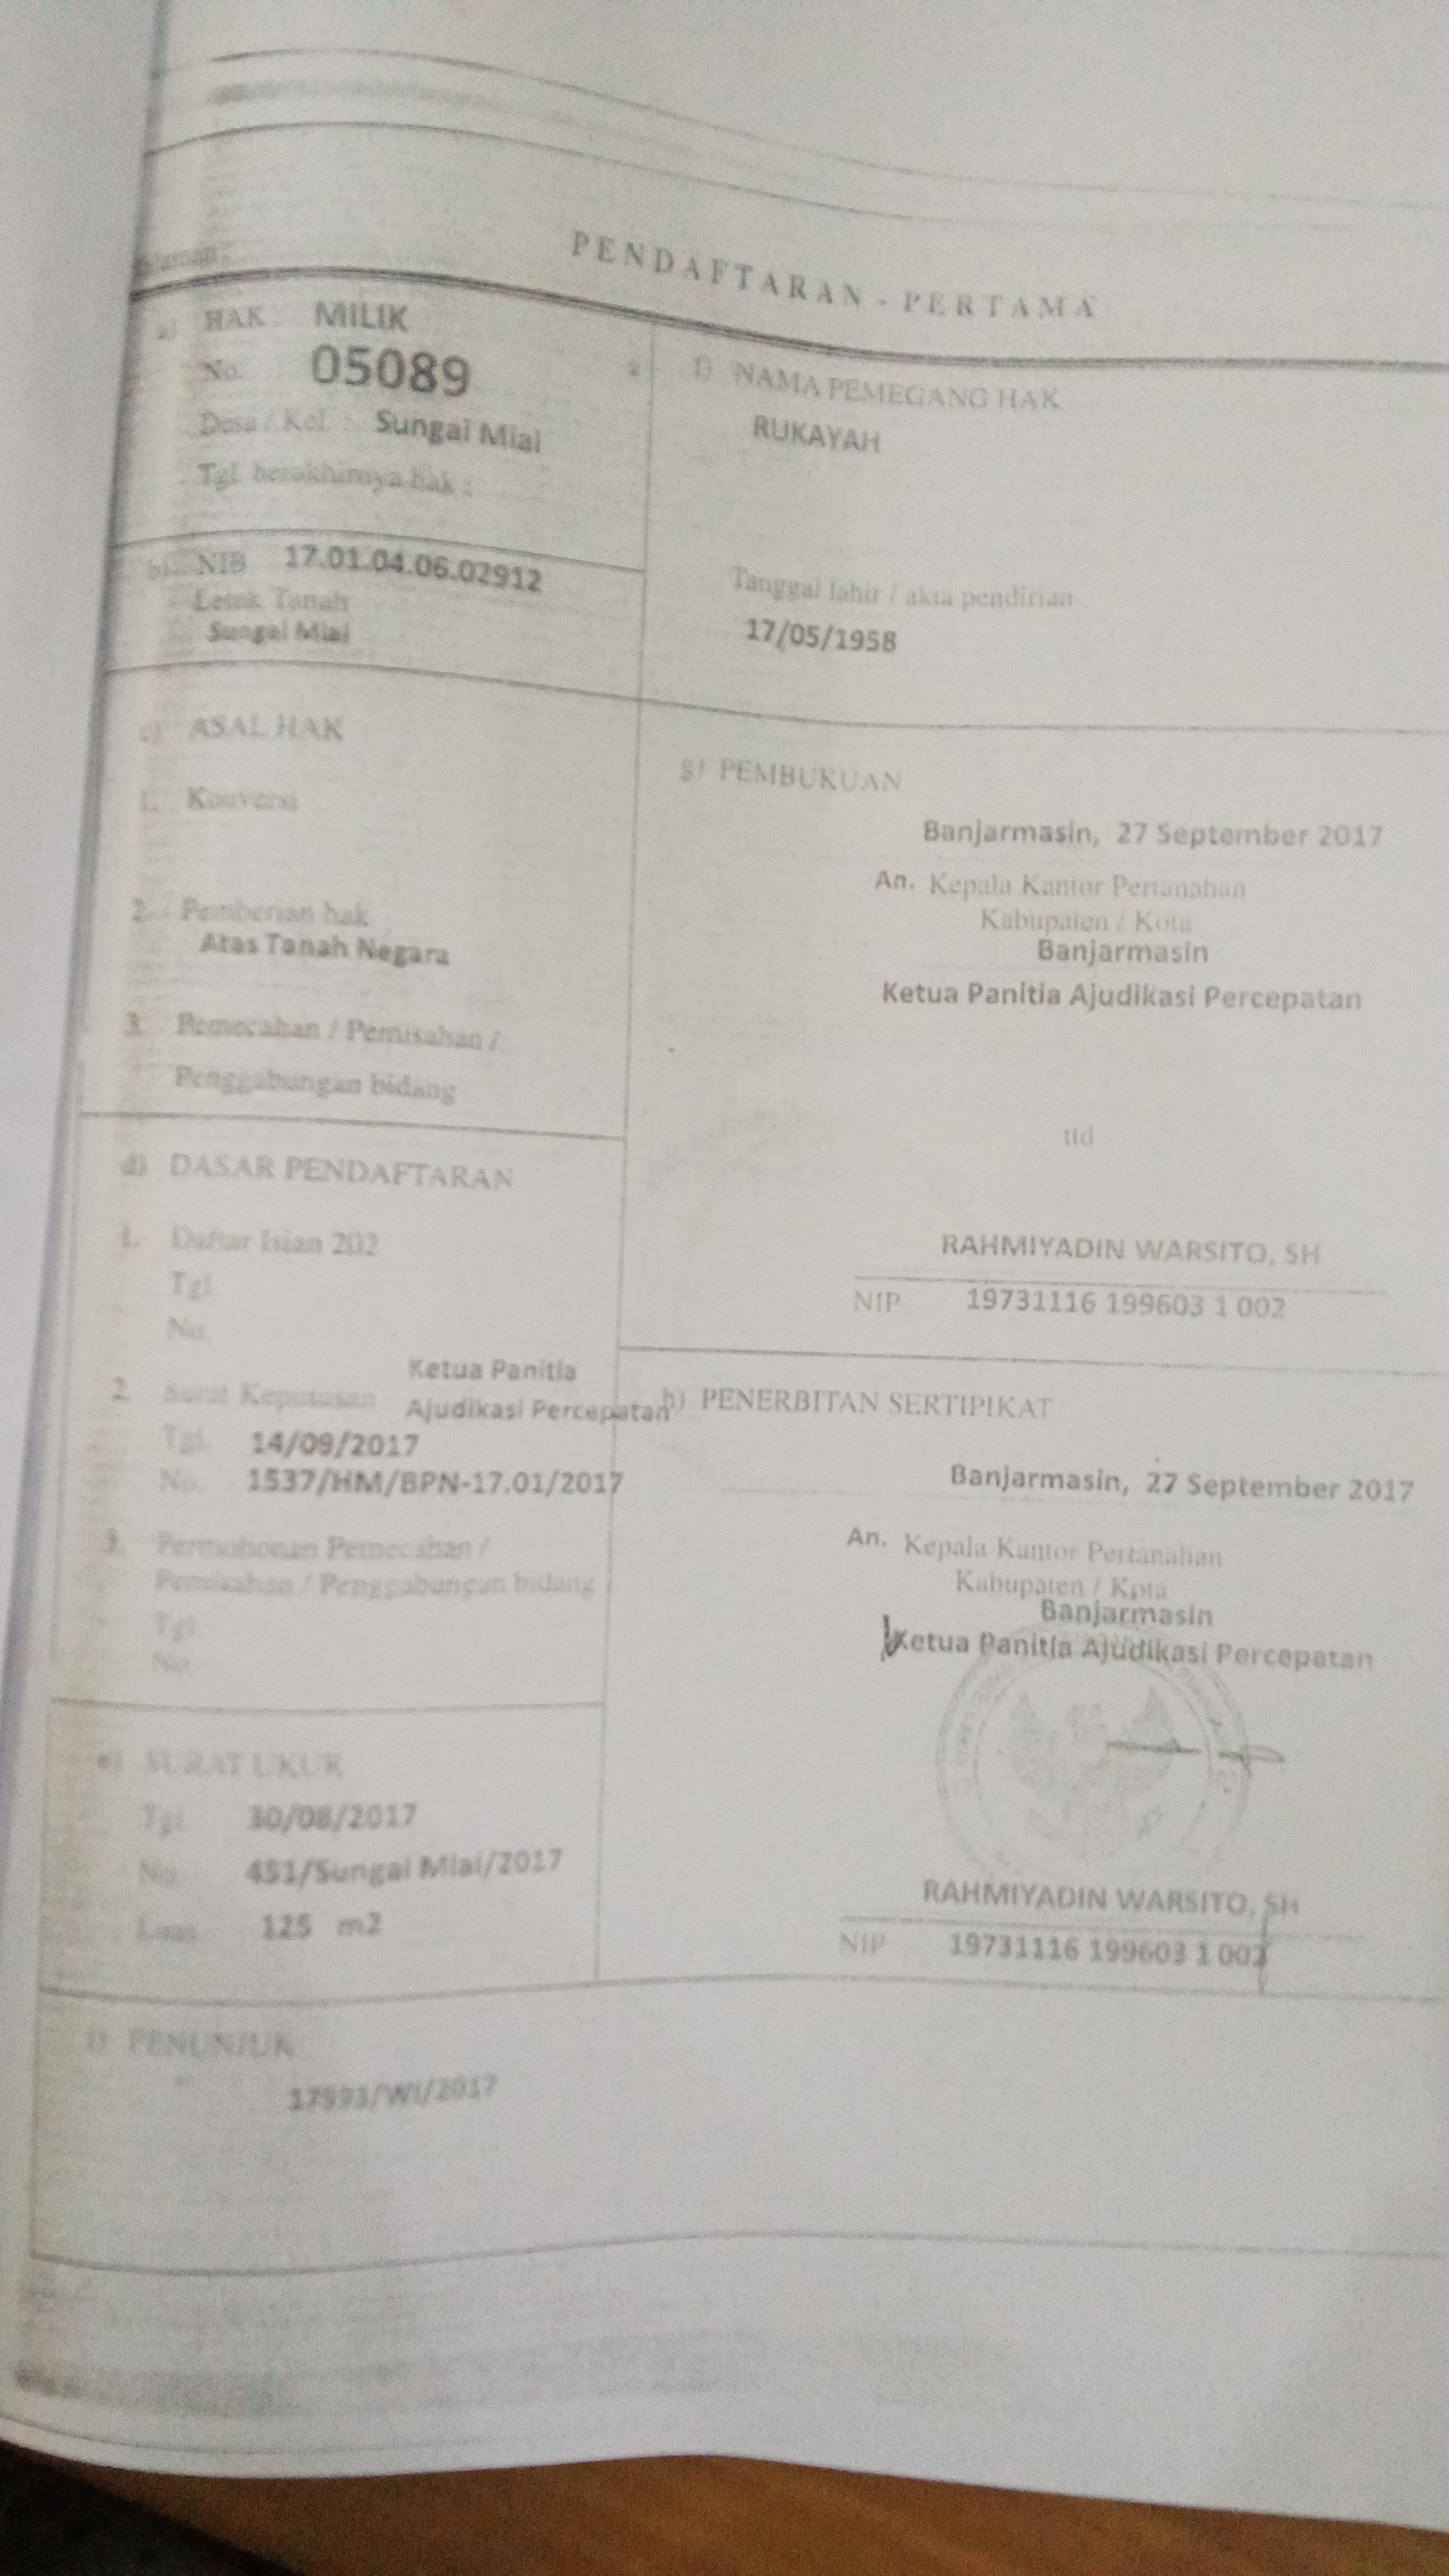 PENDAFTARAN - PERTAMA
a) HAK MILIK
No. 05089
Desa / Kel : Sungai Miai
Tgl. berakhirnya hak :
b) NIB 17.01.04.06.02912
Letak Tanah
Sungai Miai
c) ASAL HAK
1. Konversi
2. Pemberian hak
Atas Tanah Negara
3. Pemecahan / Pemisahan /
Penggabungan bidang
d) DASAR PENDAFTARAN
1. Daftar Isian 202
Tgl.
No.
2. Surat Keputusan Ketua Panitia
Ajudikasi Percepatan
Tgl. 14/09/2017
No. 1537/HM/BPN-17.01/2017
3. Permohonan Pemecahan /
Pemisahan / Penggabungan bidang
Tgl.
No.
e) SURAT UKUR
Tgl. 30/08/2017
No. 451/Sungai Miai/2017
Luas 125 m2
f) NAMA PEMEGANG HAK
RUKAYAH
Tanggal lahir / akta pendirian
17/05/1958
g) PEMBUKUAN
Banjarmasin, 27 September 2017
An. Kepala Kantor Pertanahan
Kabupaten / Kota
Banjarmasin
Ketua Panitia Ajudikasi Percepatan
ttd
RAHMIYADIN WARSITO, SH
NIP 19731116 199603 1 002
h) PENERBITAN SERTIPIKAT
Banjarmasin, 27 September 2017
An. Kepala Kantor Pertanahan
Kabupaten / Kota
Banjarmasin
Ketua Panitia Ajudikasi Percepatan
RAHMIYADIN WARSITO, SH
NIP 19731116 199603 1 002
i) PENUNJUK
17993/WI/2017